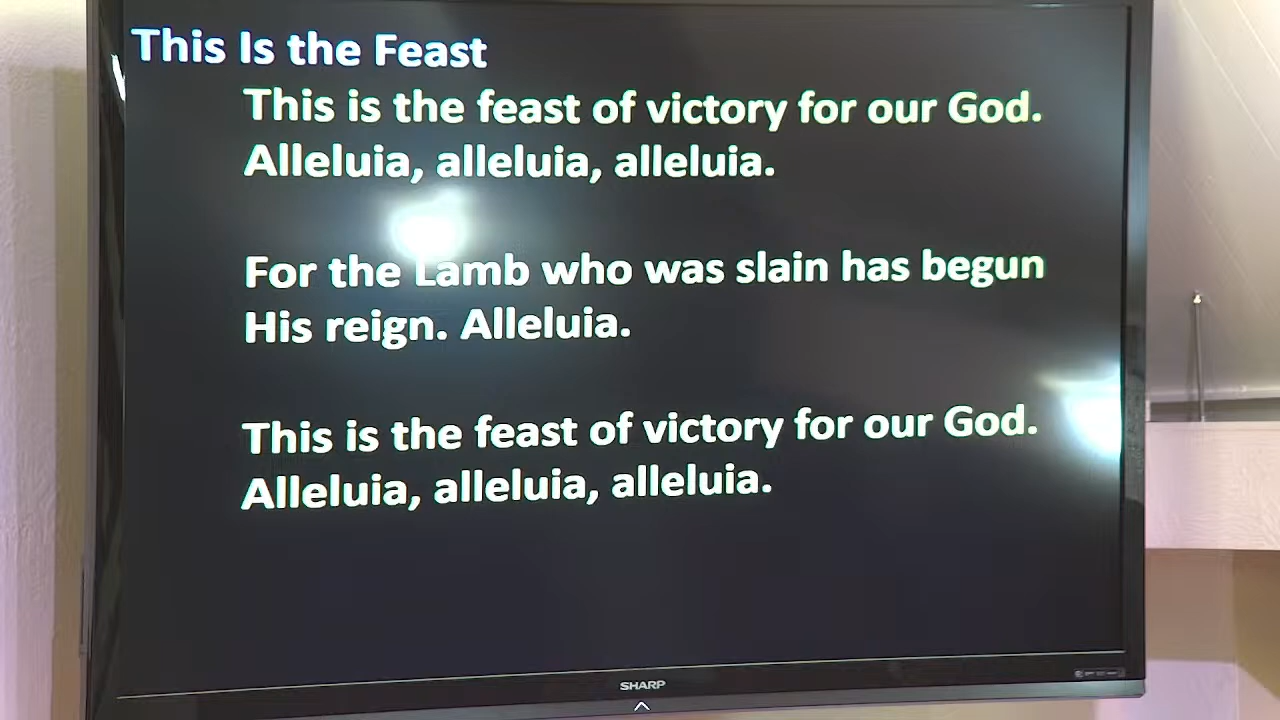 This Is the Feast
This is the feast of victory for our God.
Alleluia, alleluia, alleluia.
For the Lamb who was slain has begun
His reign. Alleluia.
This is the feast of victory for our God.
Alleluia, alleluia, alleluia.
SHARP